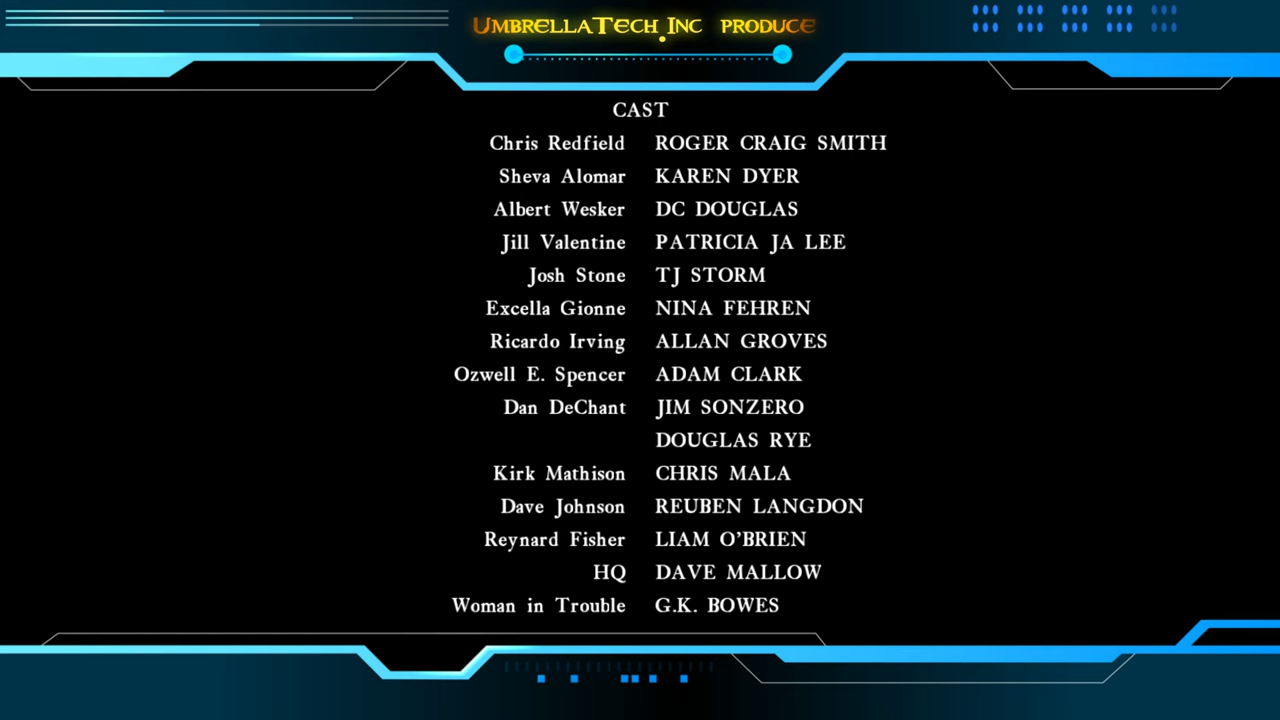 UmbrellaTech.Inc produce
CAST
Chris Redfield ROGER CRAIG SMITH
Sheva Alomar KAREN DYER
Albert Wesker DC DOUGLAS
Jill Valentine PATRICIA JA LEE
Josh Stone TJ STORM
Excella Gionne NINA FEHREN
Ricardo Irving ALLAN GROVES
Ozwell E. Spencer ADAM CLARK
Dan DeChant JIM SONZERO
DOUGLAS RYE
Kirk Mathison CHRIS MALA
Dave Johnson REUBEN LANGDON
Reynard Fisher LIAM O'BRIEN
HQ DAVE MALLOW
Woman in Trouble G.K. BOWES